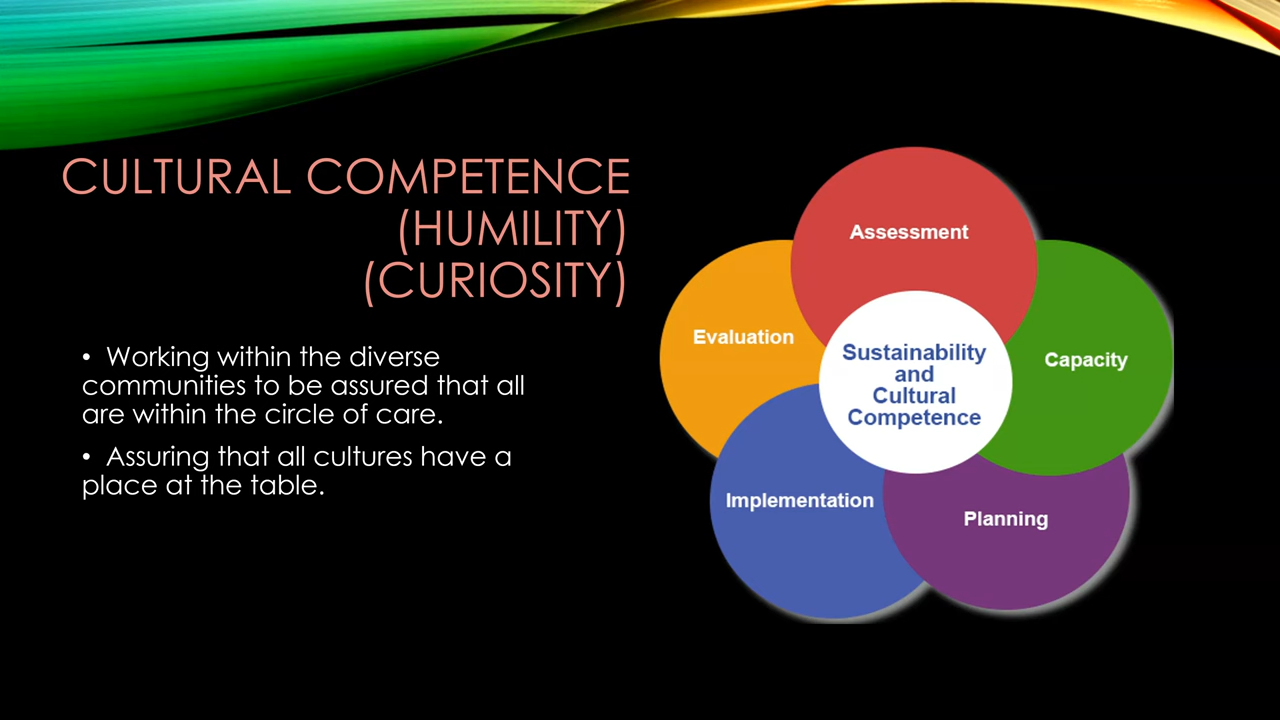 CULTURAL COMPETENCE
(HUMILITY)
(CURIOSITY)
• Working within the diverse
communities to be assured that all
are within the circle of care.
• Assuring that all cultures have a
place at the table.
Assessment
Evaluation
Sustainability
and
Cultural
Competence
Capacity
Implementation
Planning